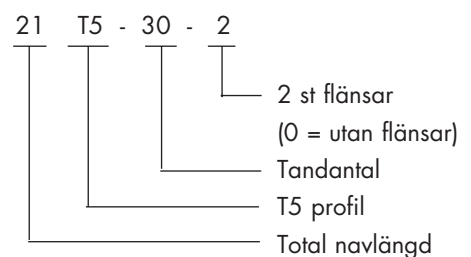 21 T5 - 30 - 2
2 st flänsar
(0 = utan flänsar)
Tandantal
T5 profil
Total navlängd